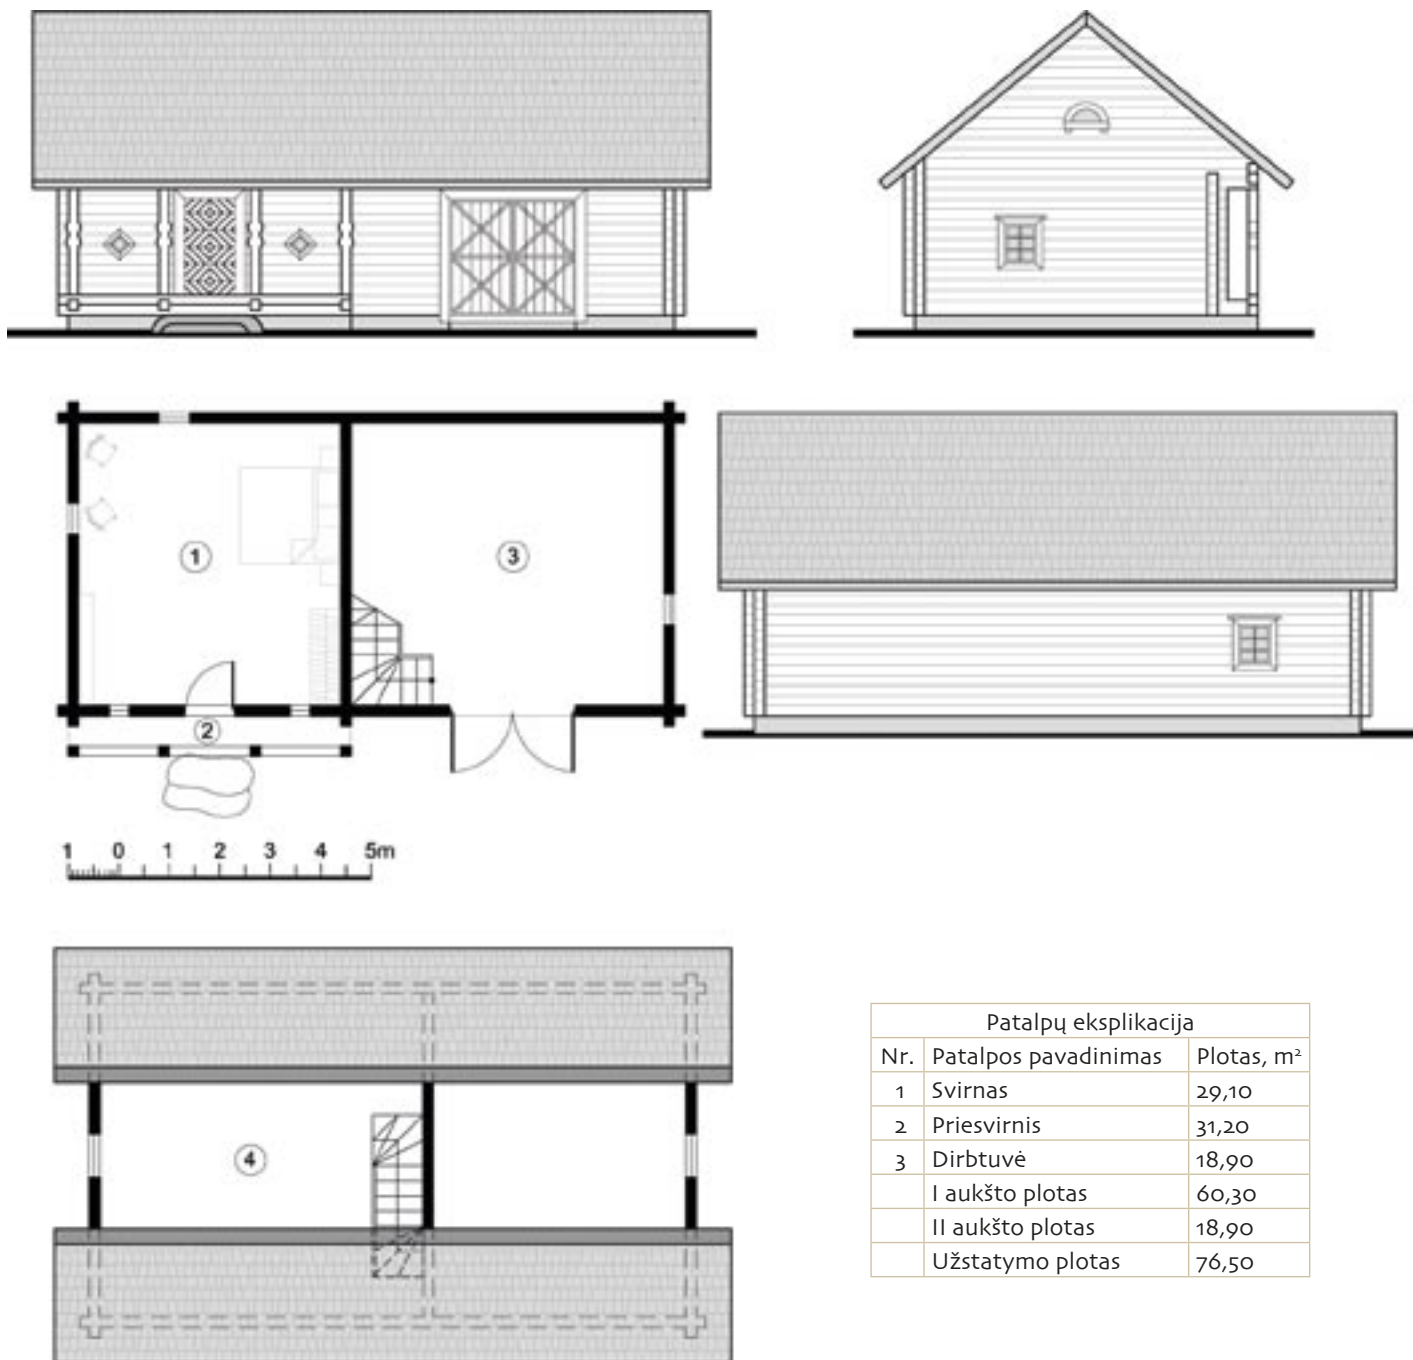 1
3
2
1 0 1 2 3 4 5m
4
Patalpų eksplikacija
Nr. Patalpos pavadinimas Plotas, m²
1 Svirnas 29,10
2 Priesvirnis 31,20
3 Dirbtuvė 18,90
I aukšto plotas 60,30
II aukšto plotas 18,90
Užstatymo plotas 76,50